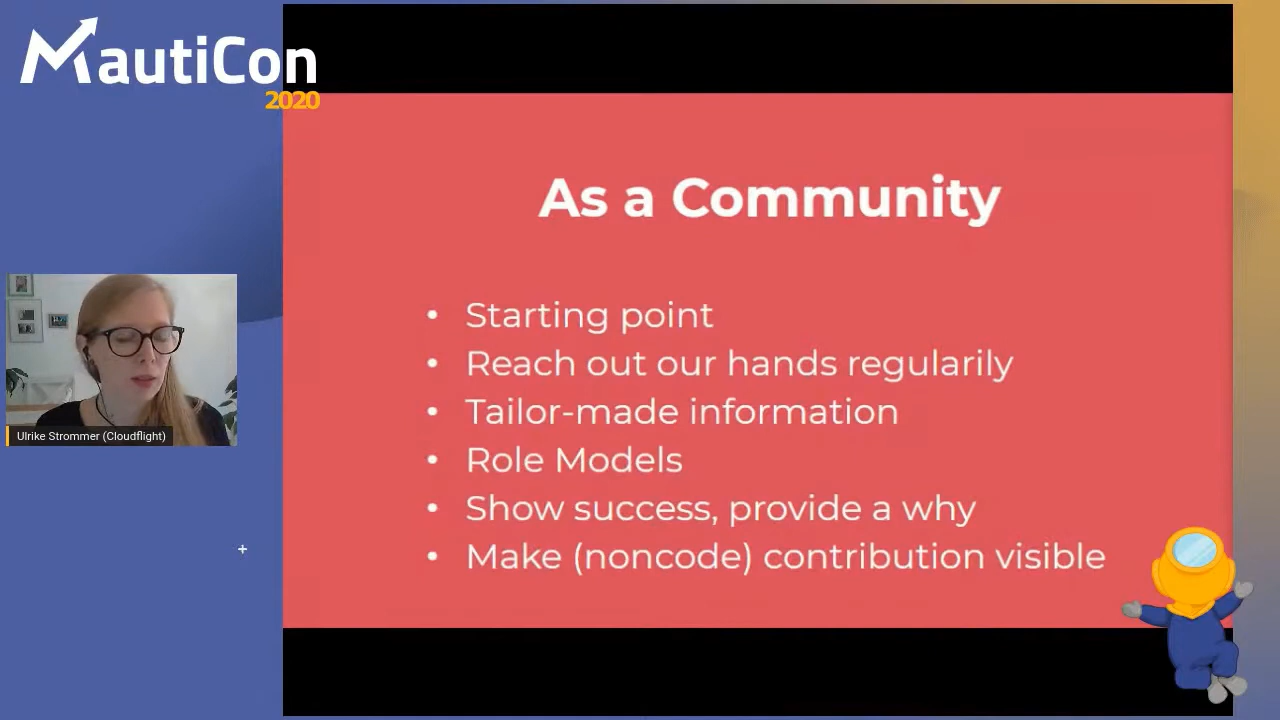 MautiCon
2020
As a Community
• Starting point
• Reach out our hands regularily
• Tailor-made information
• Role Models
• Show success, provide a why
• Make (noncode) contribution visible
Ulrike Strommer (Cloudflight)